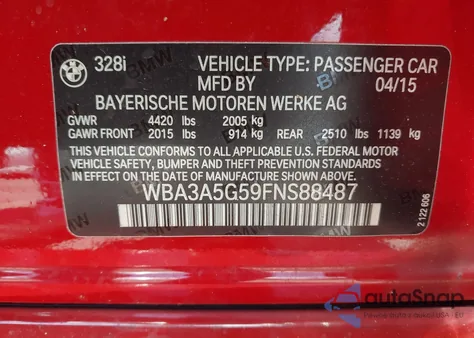 328i VEHICLE TYPE: PASSENGER CAR
MFD BY 04/15
BAYERISCHE MOTOREN WERKE AG
GVWR 4420 lbs 2005 kg
GAWR FRONT 2015 lbs 914 kg REAR 2510 lbs 1139 kg
THIS VEHICLE CONFORMS TO ALL APPLICABLE U.S. FEDERAL MOTOR
VEHICLE SAFETY, BUMPER, AND THEFT PREVENTION STANDARDS
IN EFFECT ON THE DATE OF MANUFACTURE SHOWN ABOVE.
WBA3A5G59FNS88487
2 122 606
autoSnap